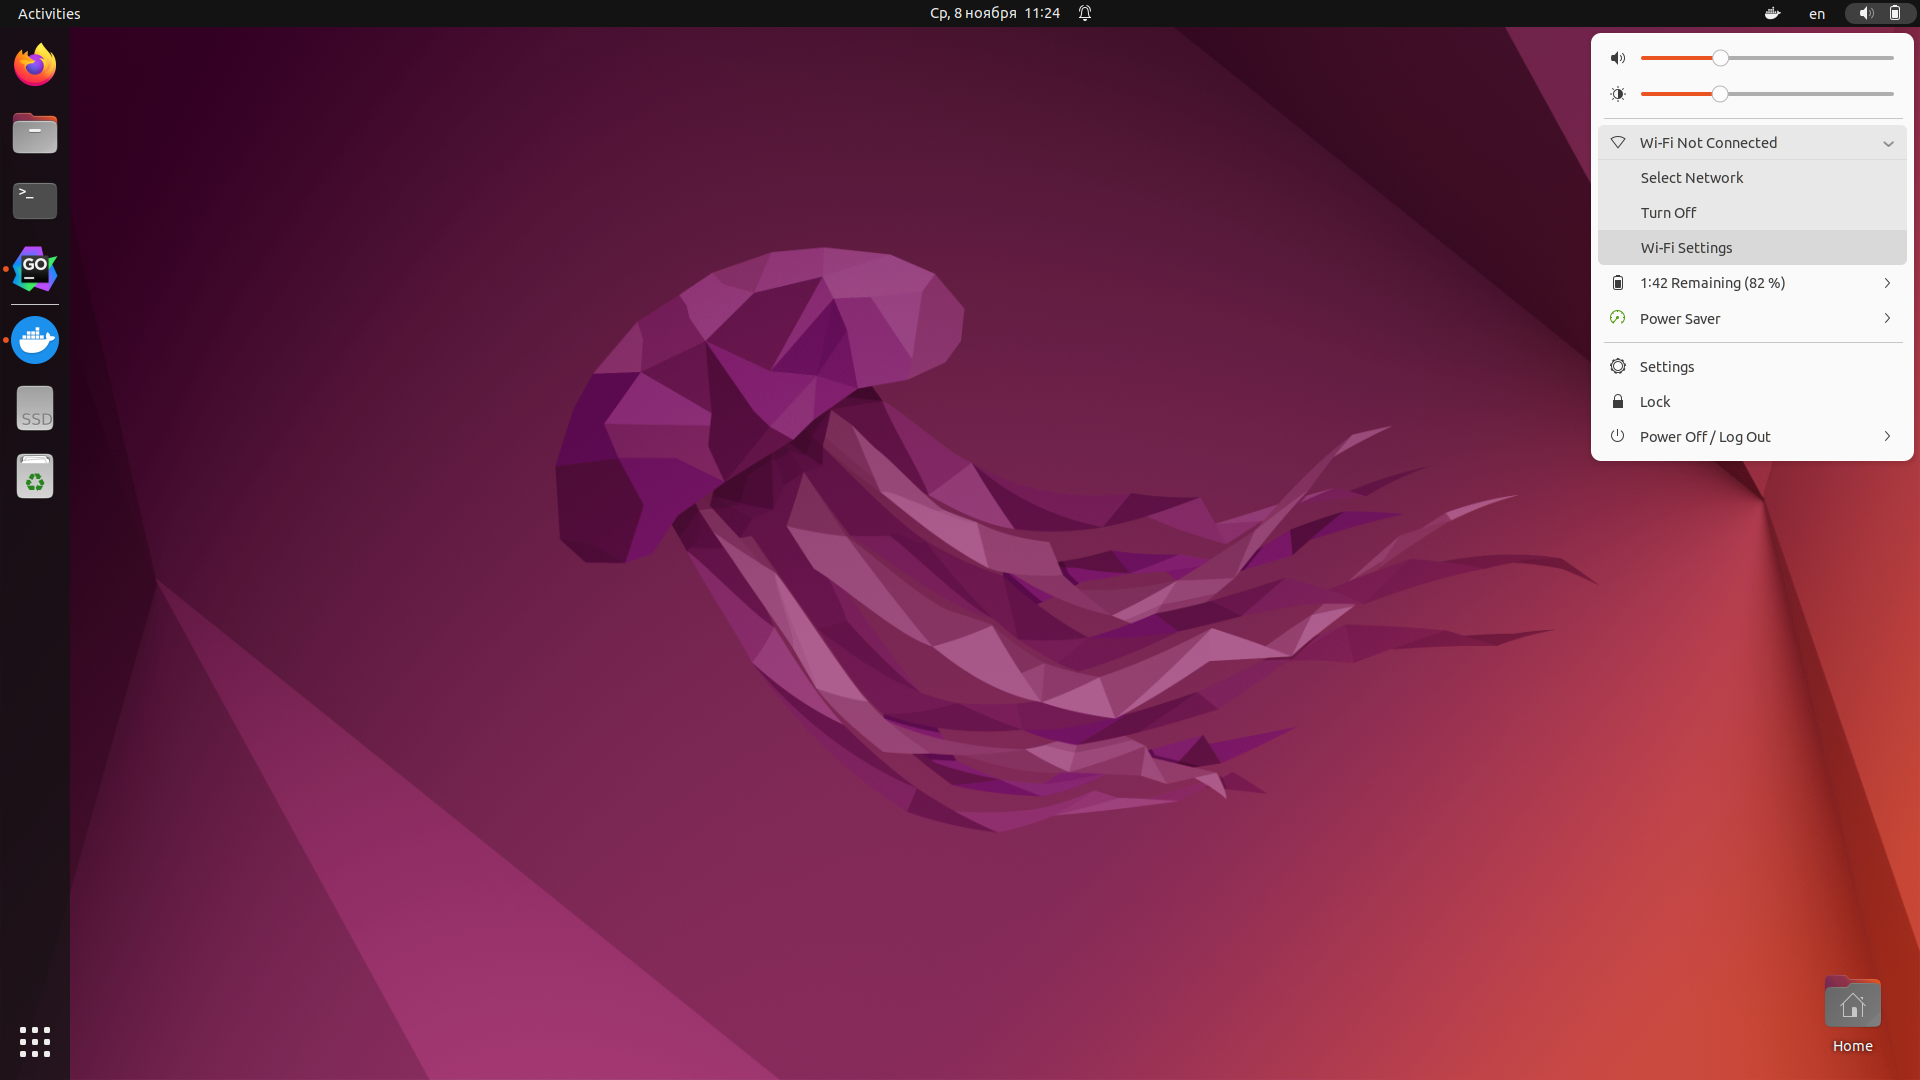 Activities
Ср, 8 ноября 11:24
en
Wi-Fi Not Connected
Select Network
Turn Off
Wi-Fi Settings
1:42 Remaining (82 %)
Power Saver
Settings
Lock
Power Off / Log Out
>_
GO
SSD
Home